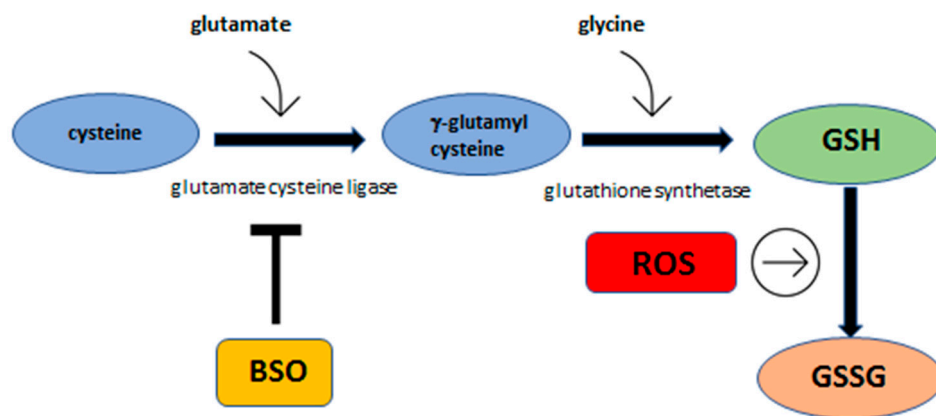 glutamate
glycine
cysteine
γ-glutamyl
cysteine
GSH
glutamate cysteine ligase
glutathione synthetase
ROS
BSO
GSSG